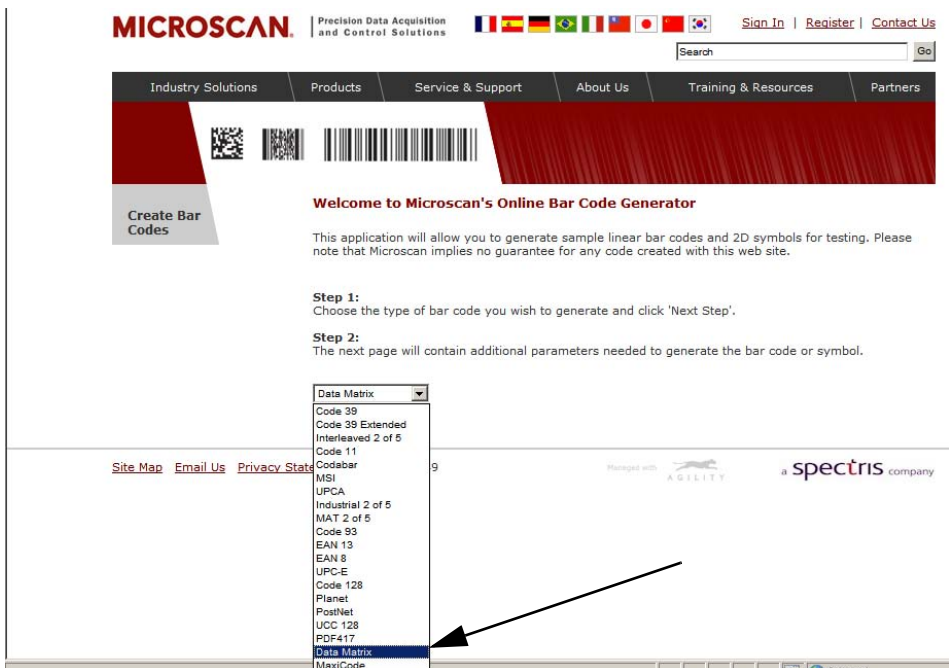 MICROSCAN.
Precision Data Acquisition
and Control Solutions
Sign In | Register | Contact Us
Search
Go
Industry Solutions Products Service & Support About Us Training & Resources Partners
Create Bar
Codes
Welcome to Microscan's Online Bar Code Generator
This application will allow you to generate sample linear bar codes and 2D symbols for testing. Please
note that Microscan implies no guarantee for any code created with this web site.
Step 1:
Choose the type of bar code you wish to generate and click 'Next Step'.
Step 2:
The next page will contain additional parameters needed to generate the bar code or symbol.
Data Matrix
Code 39
Code 39 Extended
Interleaved 2 of 5
Code 11
Codabar
MSI
UPCA
Industrial 2 of 5
MAT 2 of 5
Code 93
EAN 13
EAN 8
UPC-E
Code 128
Planet
PostNet
UCC 128
PDF417
Data Matrix
MaxiCode
Site Map Email Us Privacy State 9
Managed with
AGILITY
a spectris company